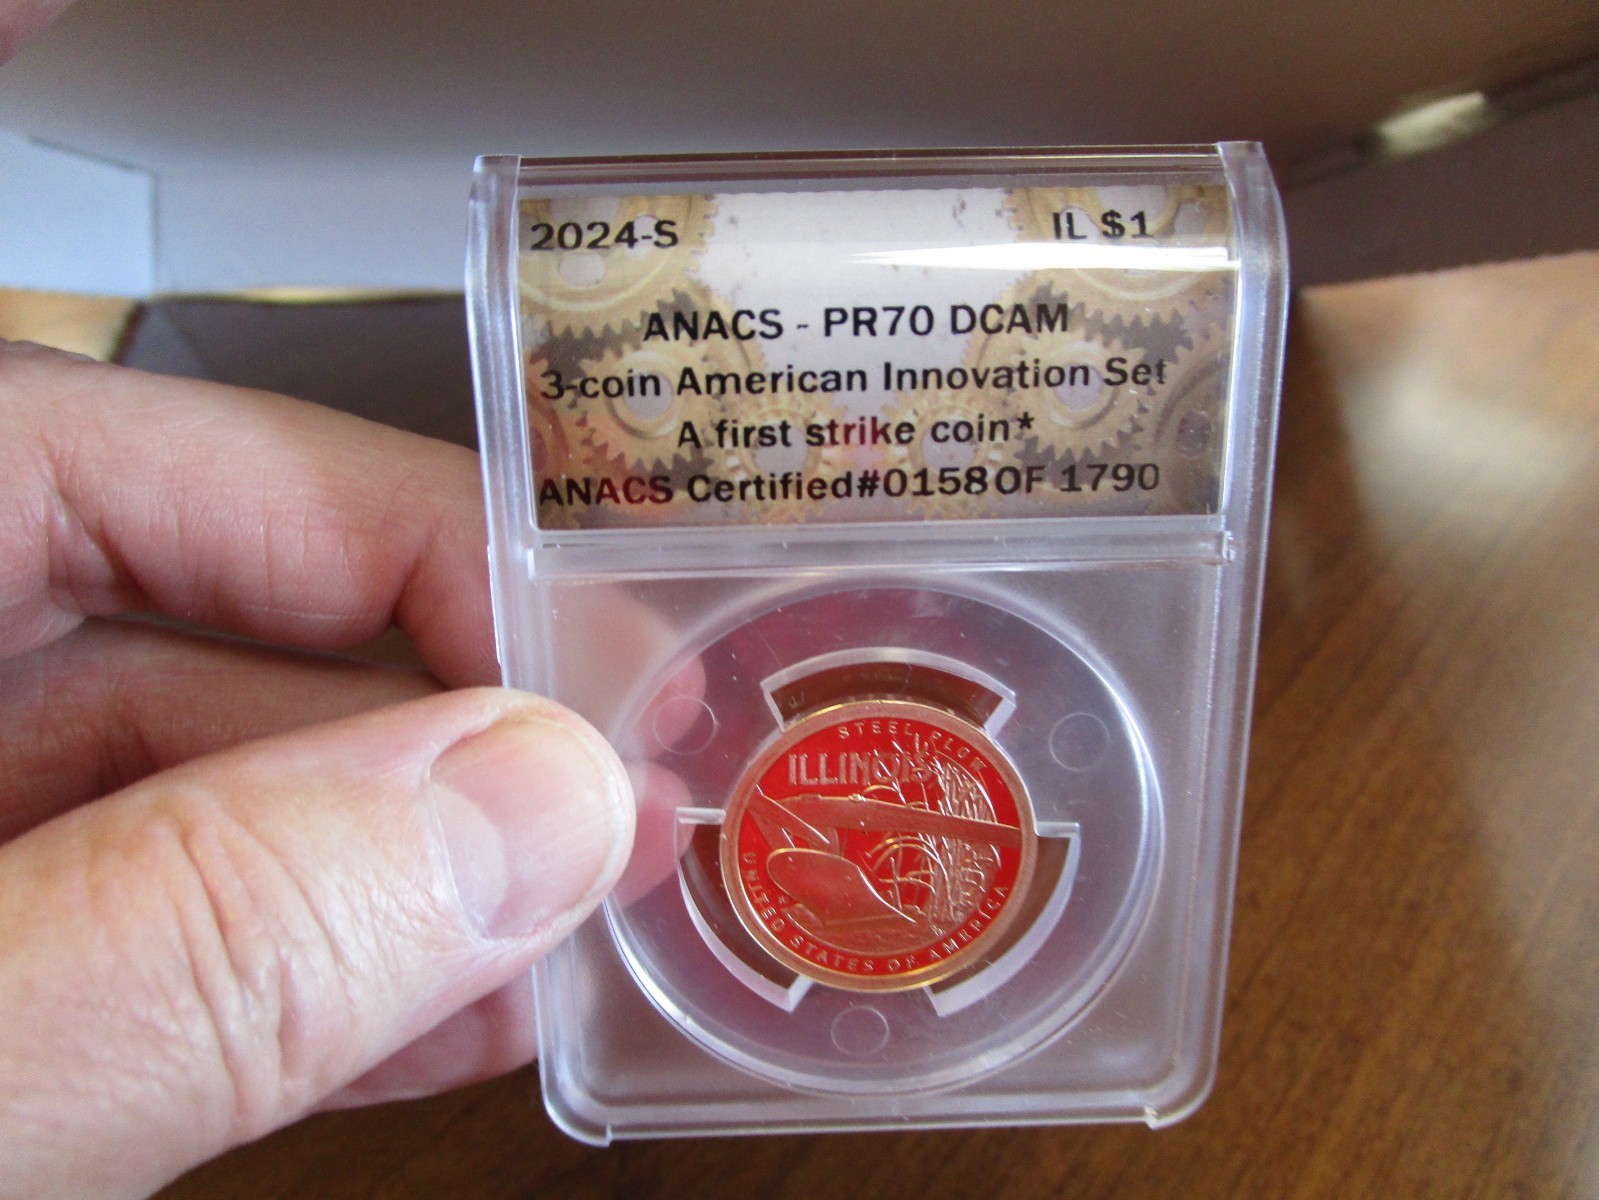 2024-S IL $1
ANACS - PR70 DCAM
3-coin American Innovation Set
A first strike coin*
ANACS Certified#0158OF 1790
STEEL PLOW
ILLINOIS
UNITED STATES OF AMERICA